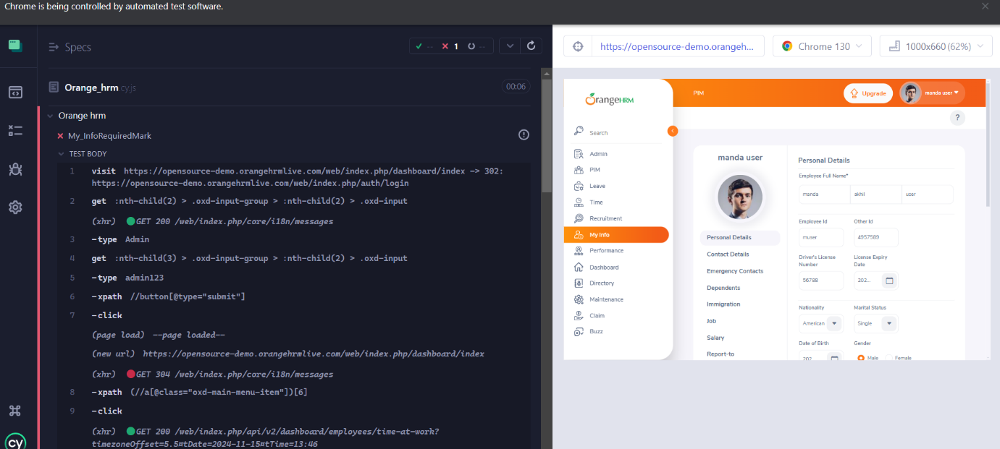 Chrome is being controlled by automated test software.
Specs
-- 1 --
https://opensource-demo.orangeh...
Chrome 130
1000x660 (62%)
Orange_hrm cy.js
00:06
Orange hrm
My_InfoRequiredMark
TEST BODY
1 visit https://opensource-demo.orangehrmlive.com/web/index.php/dashboard/index -> 302:
https://opensource-demo.orangehrmlive.com/web/index.php/auth/login
2 get :nth-child(2) > .oxd-input-group > :nth-child(2) > .oxd-input
(xhr) GET 200 /web/index.php/core/i18n/messages
3 -type Admin
4 get :nth-child(3) > .oxd-input-group > :nth-child(2) > .oxd-input
5 -type admin123
6 -xpath //button[@type="submit"]
7 -click
(page load) --page loaded--
(new url) https://opensource-demo.orangehrmlive.com/web/index.php/dashboard/index
(xhr) GET 304 /web/index.php/core/i18n/messages
8 -xpath (//a[@class="oxd-main-menu-item"])[6]
9 -click
(xhr) GET 200 /web/index.php/api/v2/dashboard/employees/time-at-work?
timezoneOffset=5.5¤tDate=2024-11-15¤tTime=13:46
cy
OrangeHRM
Search
Admin
PIM
Leave
Time
Recruitment
My Info
Performance
Dashboard
Directory
Maintenance
Claim
Buzz
PIM
Upgrade
manda user
?
manda user
Personal Details
Contact Details
Emergency Contacts
Dependents
Immigration
Job
Salary
Report-to
Personal Details
Employee Full Name*
manda akhil user
Employee Id Other Id
muser 4957589
Driver's License Number
License Expiry Date
56788 202...
Nationality Marital Status
American Single
Date of Birth Gender
202 Male Female